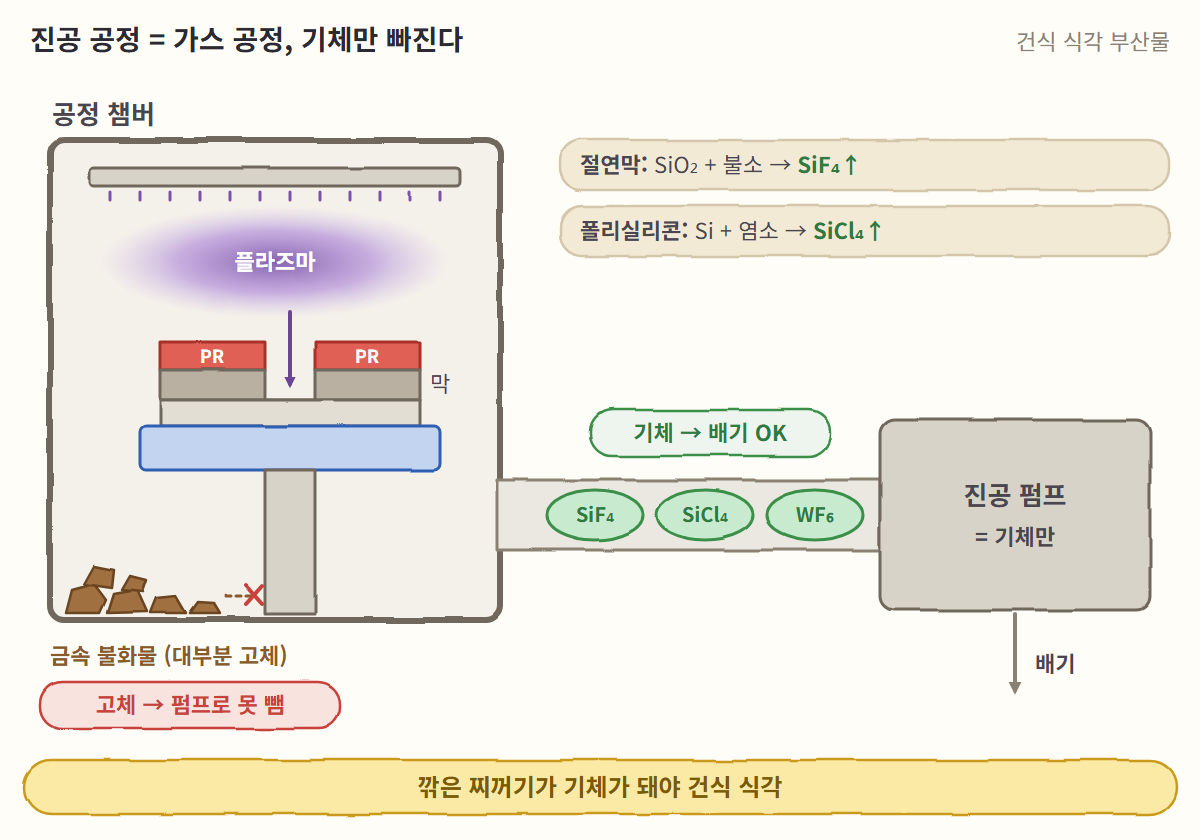 진공 공정 = 가스 공정, 기체만 빠진다
건식 식각 부산물
공정 챔버
절연막: SiO₂ + 불소 → SiF₄ ↑
폴리실리콘: Si + 염소 → SiCl₄ ↑
플라즈마
PR
PR
막
기체 → 배기 OK
SiF₄
SiCl₄
WF₆
진공 펌프
= 기체만
배기
금속 불화물 (대부분 고체)
고체 → 펌프로 못 뺌
깎은 찌꺼기가 기체가 돼야 건식 식각